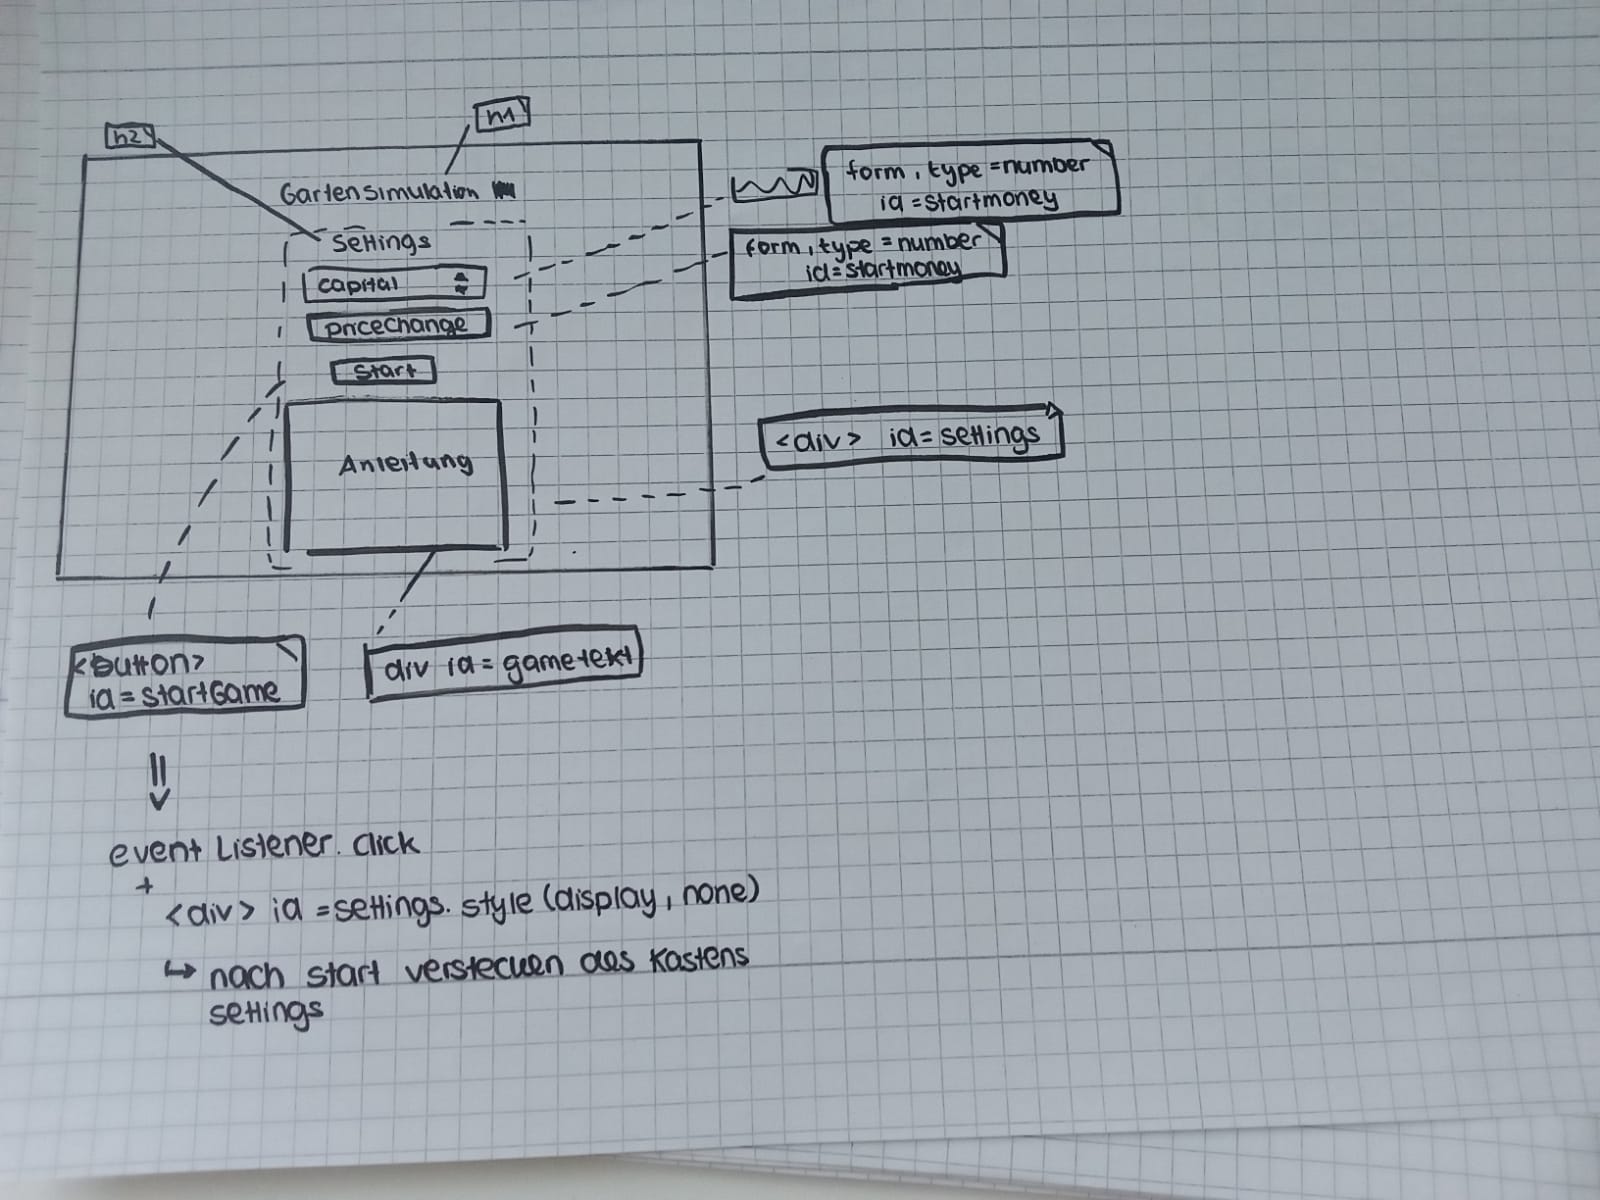 h2
h1
Gartensimulation
Settings
capital
pricechange
Start
Anleitung
form, type = number
id = startmoney
form, type = number
id = startmoney
<div> id = settings
<button>
id = startGame
div id = gametext
event Listener. click
+
<div> id = settings. style (display, none)
↳ nach start verstecken des Kastens
settings